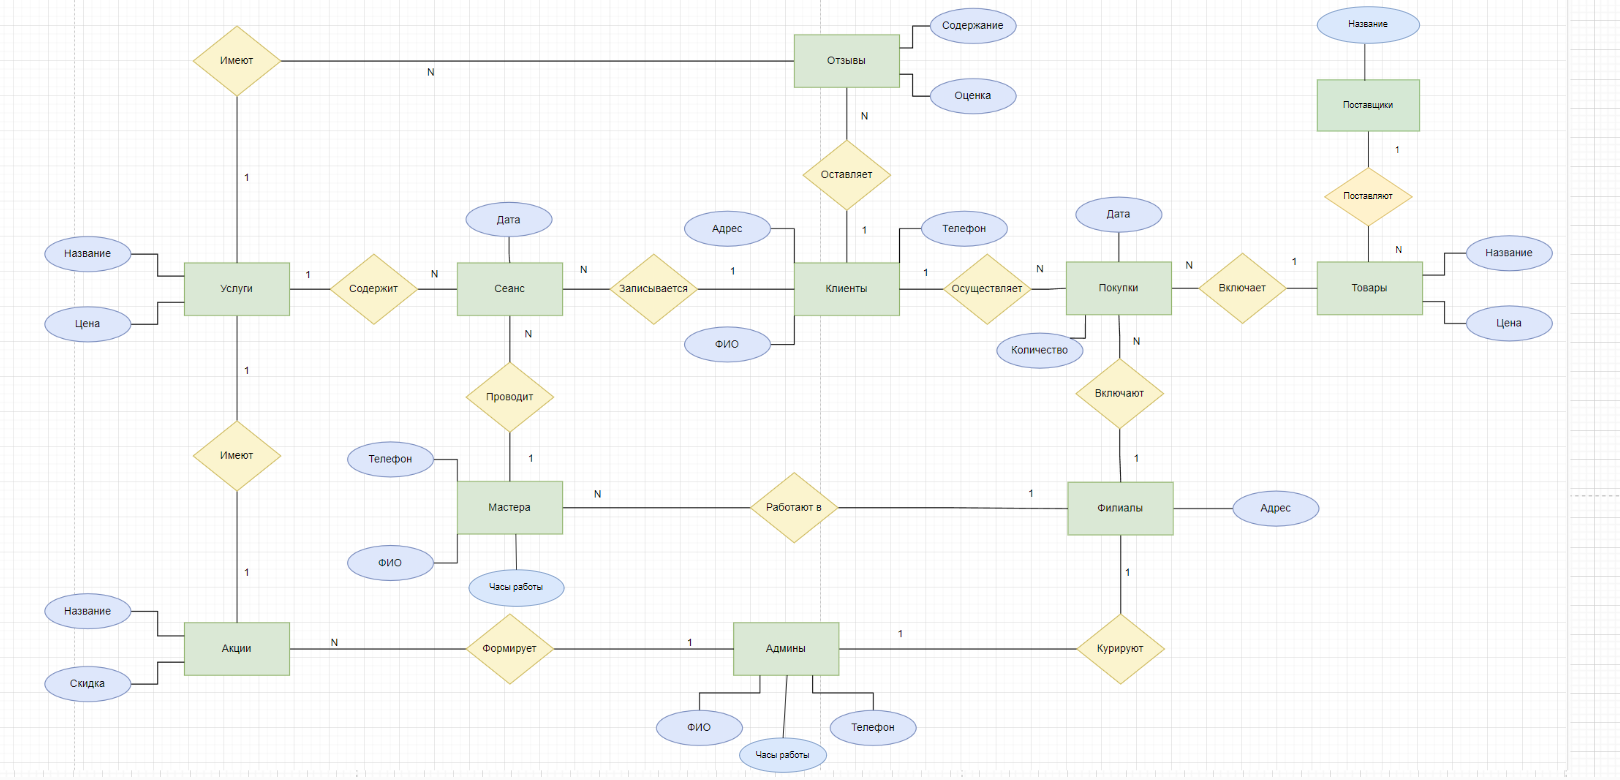 Содержание
Название
Имеют
Отзывы
N
Оценка
Поставщики
N
1
Оставляет
1
Поставляют
Дата
Адрес
1
Телефон
Дата
N
Название
Название
1
N
N
1
1
N
N
1
Услуги
Содержит
Сеанс
Записывается
Клиенты
Осуществляет
Покупки
Включает
Товары
Цена
Цена
N
ФИО
N
Количество
1
Проводит
Включают
Имеют
Телефон
1
1
N
1
Мастера
Работают в
Филиалы
Адрес
ФИО
1
1
Часы работы
Название
N
1
1
Акции
Формирует
Админы
Курируют
Скидка
ФИО
Телефон
Часы работы